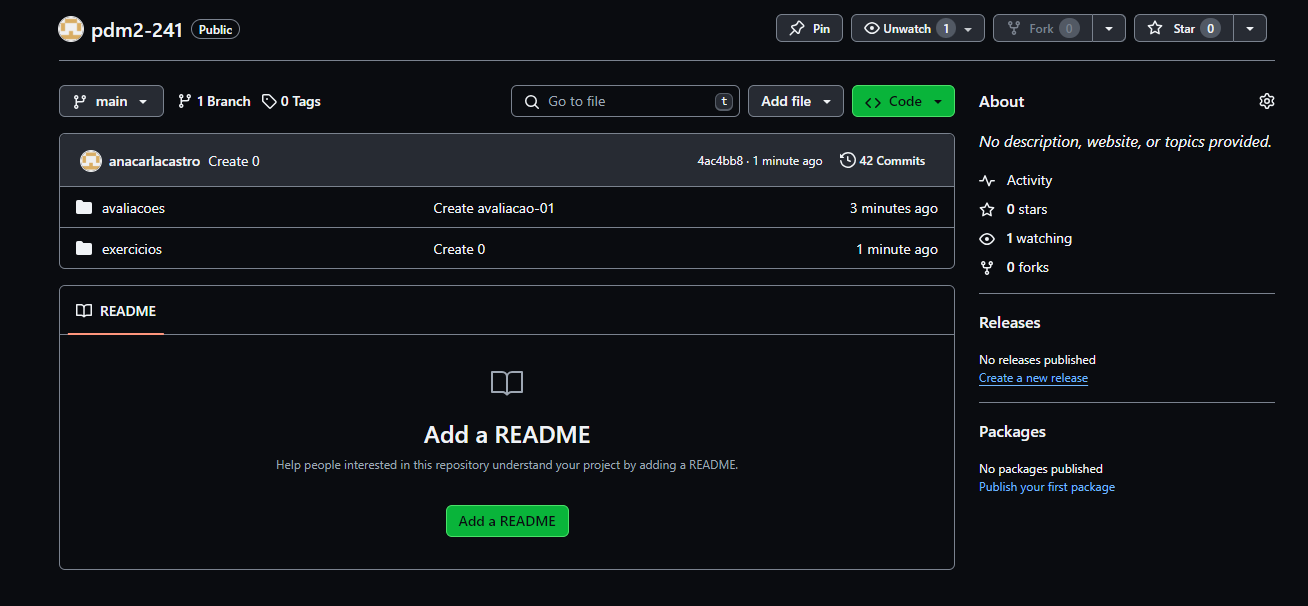 pdm2-241 Public Pin Unwatch 1 Fork 0 Star 0
main 1 Branch 0 Tags Go to file t Add file Code
anacarlacastro Create 0 4ac4bb8 · 1 minute ago 42 Commits
avaliacoes Create avaliacao-01 3 minutes ago
exercicios Create 0 1 minute ago
README
Add a README
Help people interested in this repository understand your project by adding a README.
Add a README
About
No description, website, or topics provided.
Activity
0 stars
1 watching
0 forks
Releases
No releases published
Create a new release
Packages
No packages published
Publish your first package